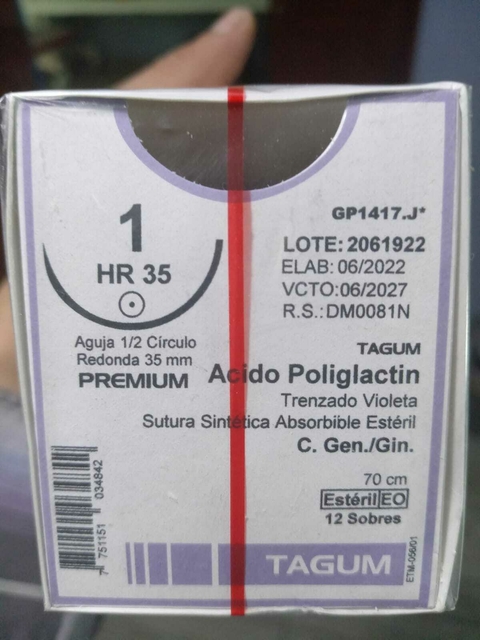 1
HR 35
Aguja 1/2 Círculo
Redonda 35 mm
PREMIUM
GP1417.J*
LOTE: 2061922
ELAB: 06/2022
VCTO: 06/2027
R.S.: DM0081N
TAGUM
Acido Poliglactin
Trenzado Violeta
Sutura Sintética Absorbible Estéril
C. Gen./Gin.
70 cm
Estéril EO
12 Sobres
7 751151 034842
TAGUM
ETM-056/01